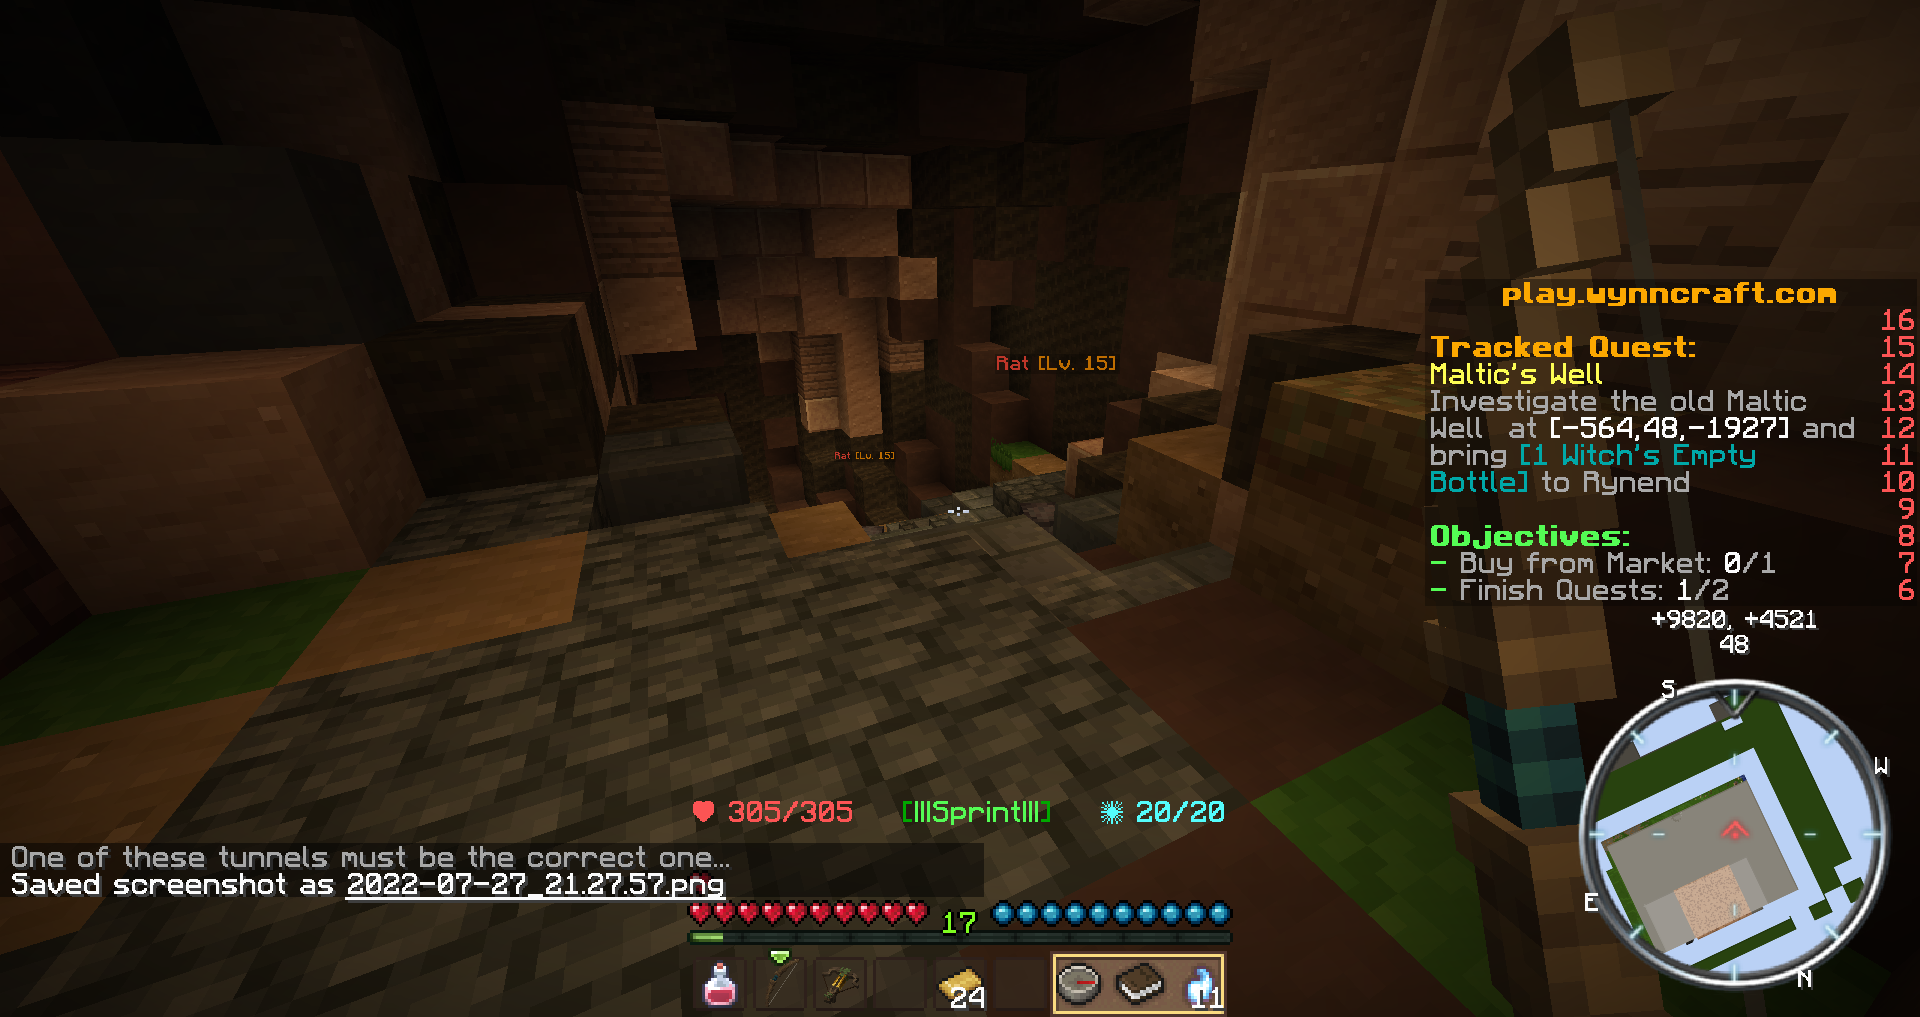 Rat [Lv. 15]
Rat [Lv. 15]
play.wynncraft.com
16
Tracked Quest: 15
Maltic's Well 14
Investigate the old Maltic 13
Well at [-564,48,-1927] and 12
bring [1 Witch's Empty 11
Bottle] to Rynend 10
9
Objectives: 8
- Buy from Market: 0/1 7
- Finish Quests: 1/2 6
+9820, +4521
48
S
W
E
N
305/305 [|||Sprint|||] 20/20
One of these tunnels must be the correct one...
Saved screenshot as 2022-07-27_21.27.57.png
17
24
11